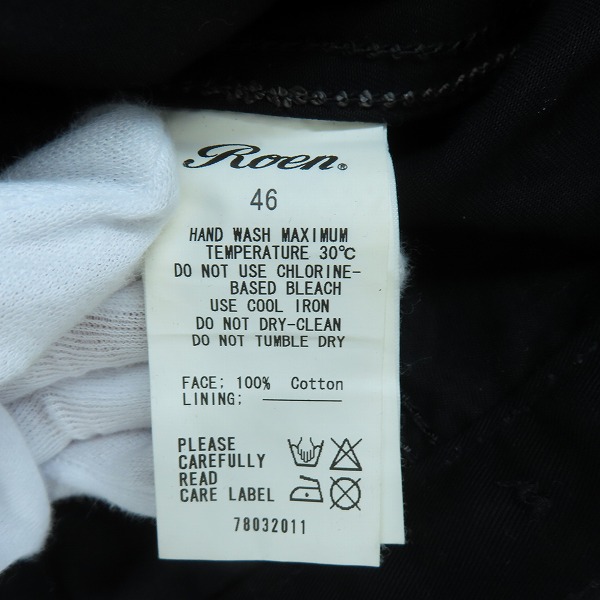 Roen®
46
HAND WASH MAXIMUM
TEMPERATURE 30℃
DO NOT USE CHLORINE-
BASED BLEACH
USE COOL IRON
DO NOT DRY-CLEAN
DO NOT TUMBLE DRY
FACE: 100% Cotton
LINING:
PLEASE
CAREFULLY
READ
CARE LABEL
78032011